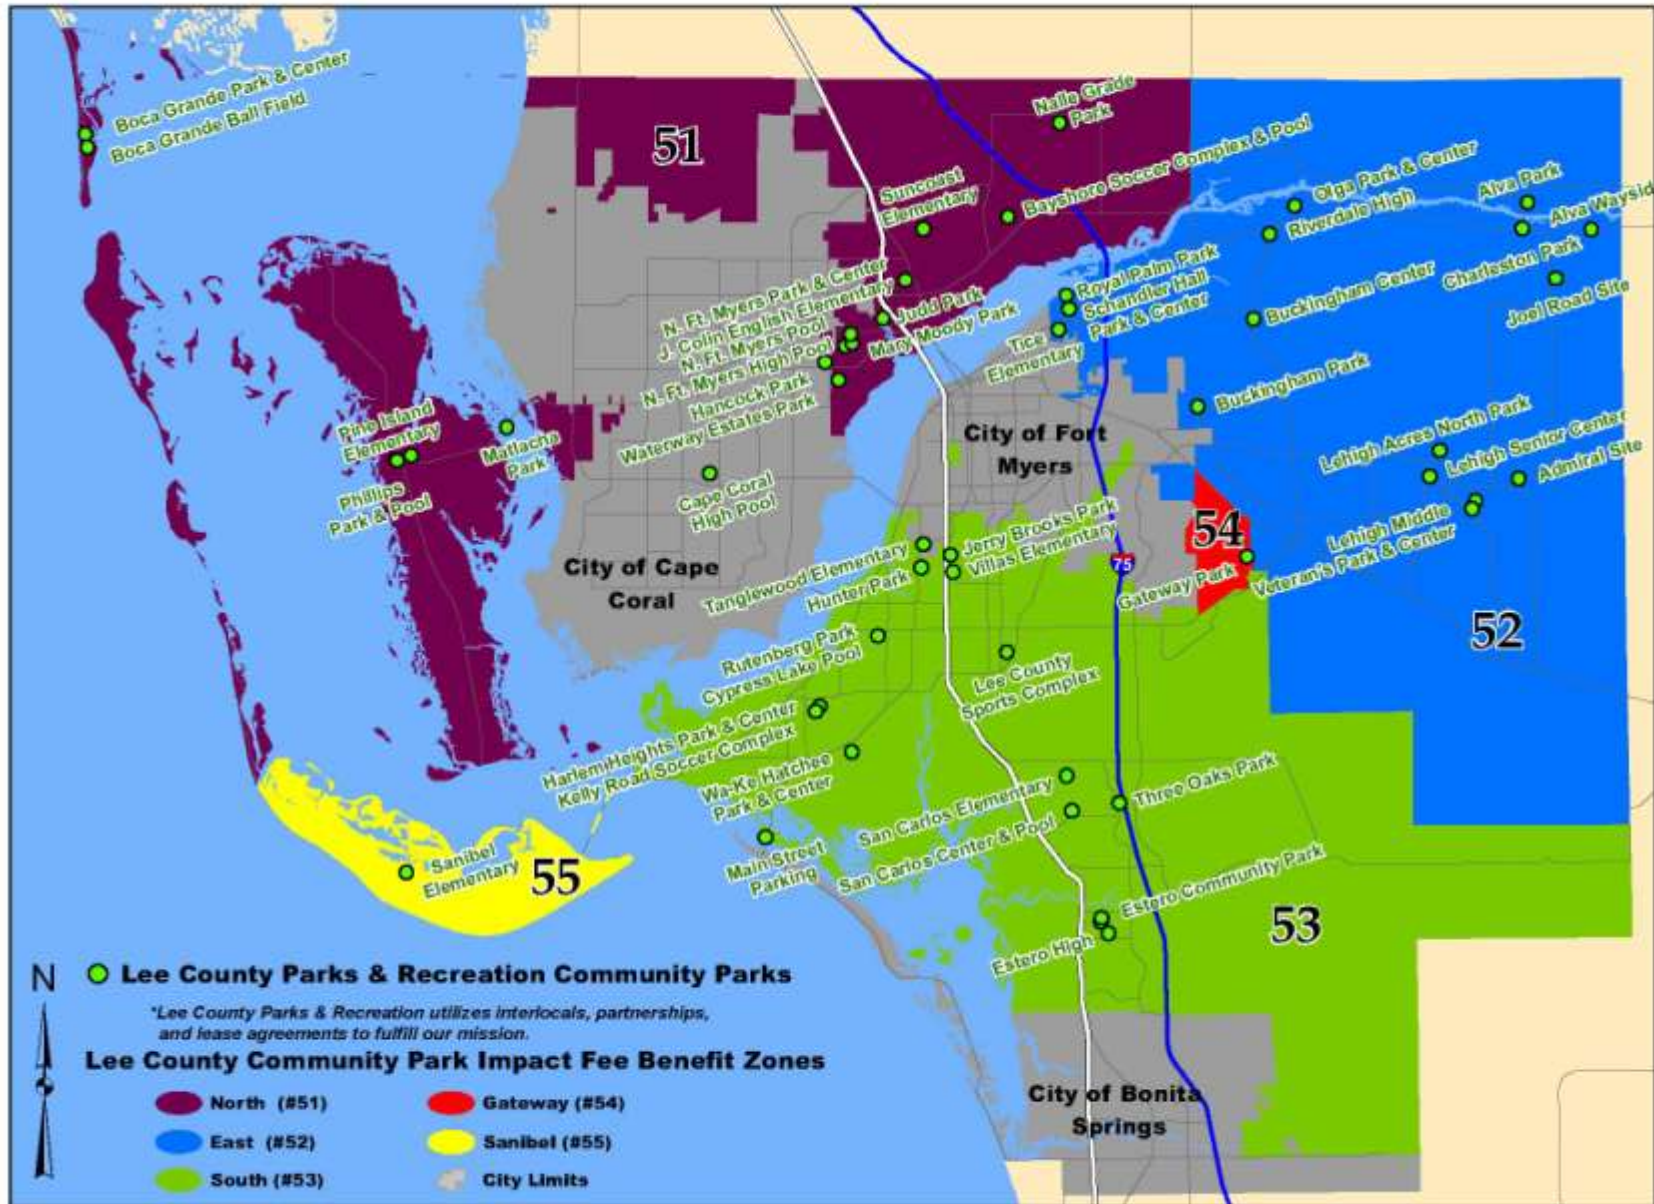 Boca Grande Park & Center
Boca Grande Ball Field
51
Nalle Grade
Park
Suncoast
Elementary
Bayshore Soccer Complex & Pool
Olga Park & Center
Riverdale High
Alva Park
Alva Waysid
Charleston Park
Joel Road Site
Buckingham Center
Royal Palm Park
Schandler Hall
Park & Center
Tice
Elementary
N. Ft. Myers Park & Center
J. Colin English Elementary
N. Ft. Myers Pool
N. Ft. Myers High Pool
Hancock Park
Waterway Estates Park
Judd Park
Mary Moody Park
Buckingham Park
Pine Island
Elementary
Phillips
Park & Pool
Matlacha
Park
Cape Coral
High Pool
City of Fort
Myers
Lehigh Acres North Park
Lehigh Senior Center
Admiral Site
Lehigh Middle
Veteran's Park & Center
54
Gateway Park
75
City of Cape
Coral
Tanglewood Elementary
Hunter Park
Jerry Brooks Park
Villas Elementary
52
Rutenberg Park
Cypress Lake Pool
Lee County
Sports Complex
Harlem Heights Park & Center
Kelly Road Soccer Complex
Wa-Ke Hatchee
Park & Center
San Carlos Elementary
San Carlos Center & Pool
Three Oaks Park
Main Street
Parking
Sanibel
Elementary
55
Estero Community Park
Estero High
53
City of Bonita
Springs
N
Lee County Parks & Recreation Community Parks
*Lee County Parks & Recreation utilizes interlocals, partnerships,
and lease agreements to fulfill our mission.
Lee County Community Park Impact Fee Benefit Zones
North (#51)
Gateway (#54)
East (#52)
Sanibel (#55)
South (#53)
City Limits